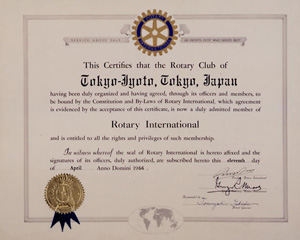 SERVICE ABOVE SELF
This Certifies that the Rotary Club of
Tokyo-Jyoto, Tokyo, Japan
having been duly organized and having agreed, through its officers and members, to
be bound by the Constitution and By-Laws of Rotary International, which agreement
is evidenced by the acceptance of this certificate, is now a duly admitted member of
Rotary International
and is entitled to all the rights and privileges of such membership.
In witness whereof the seal of Rotary International is hereto affixed and the
signatures of its officers, duly authorized, are subscribed hereto this eleventh day
of April Anno Domini 1966.